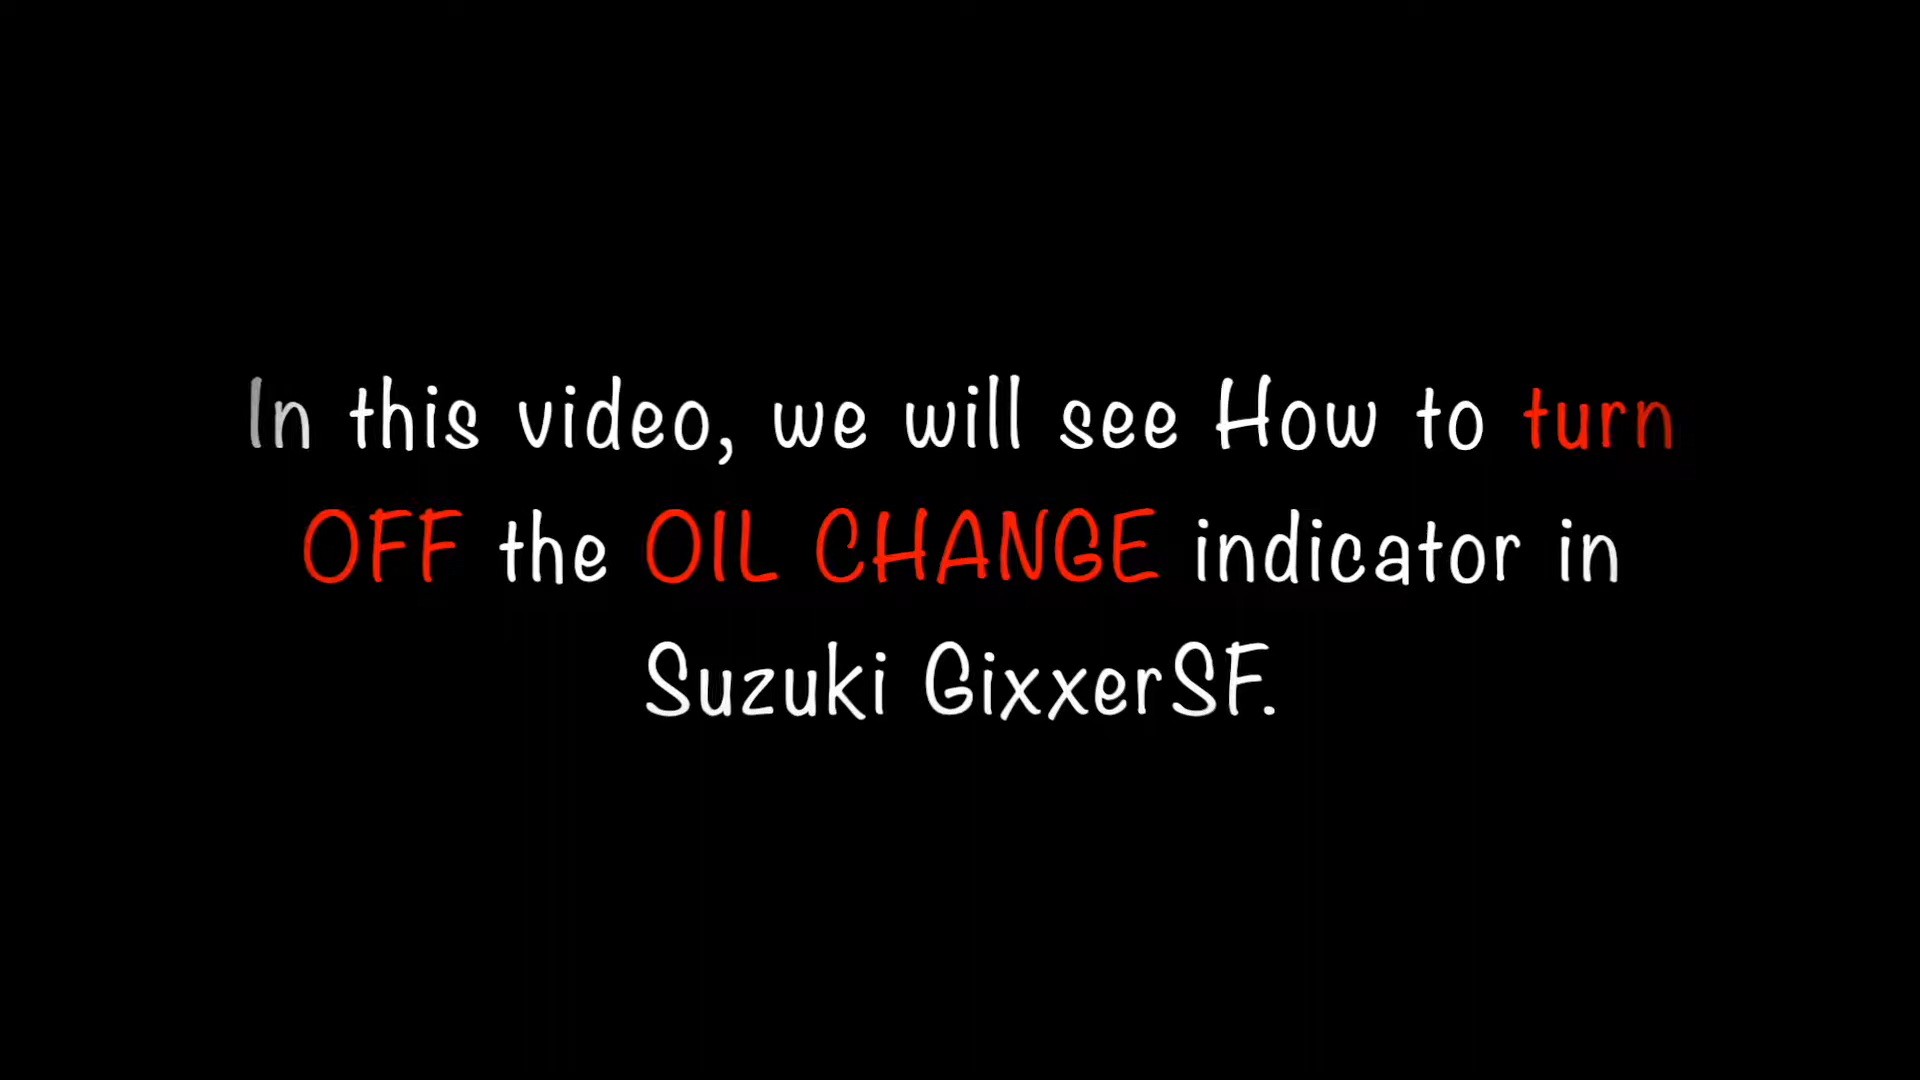 In this video, we will see How to turn
OFF the OIL CHANGE indicator in
Suzuki GixxerSF.